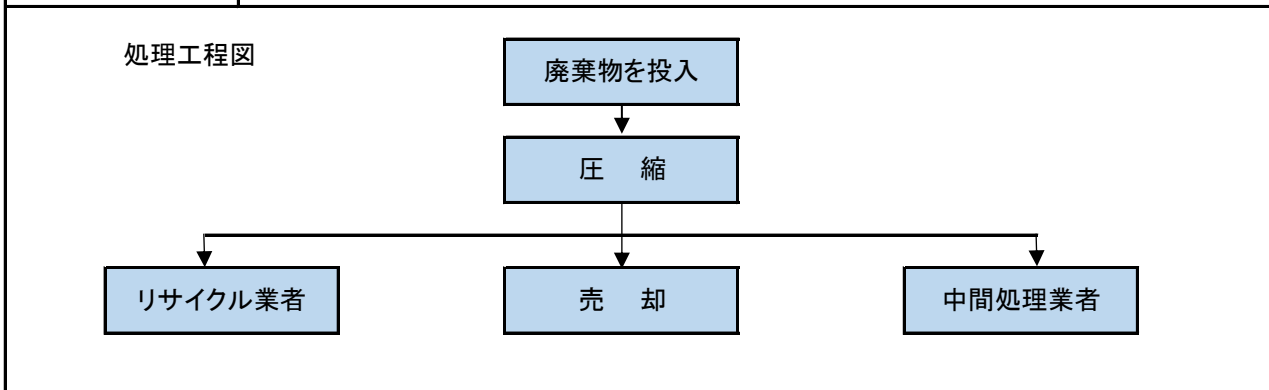 処理工程図
廃棄物を投入
圧 縮
リサイクル業者
売 却
中間処理業者